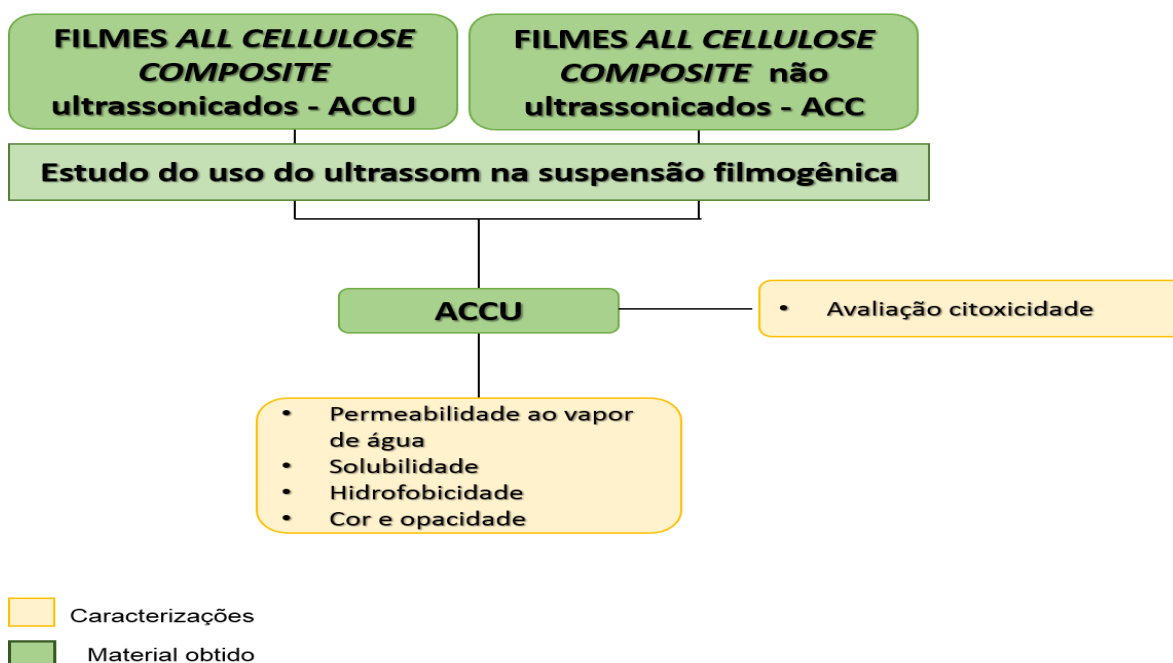 FILMES ALL CELLULOSE
COMPOSITE
ultrassonicados - ACCU
FILMES ALL CELLULOSE
COMPOSITE não
ultrassonicados - ACC
Estudo do uso do ultrassom na suspensão filmogênica
ACCU
• Avaliação citoxicidade
• Permeabilidade ao vapor
de água
• Solubilidade
• Hidrofobicidade
• Cor e opacidade
Caracterizações
Material obtido